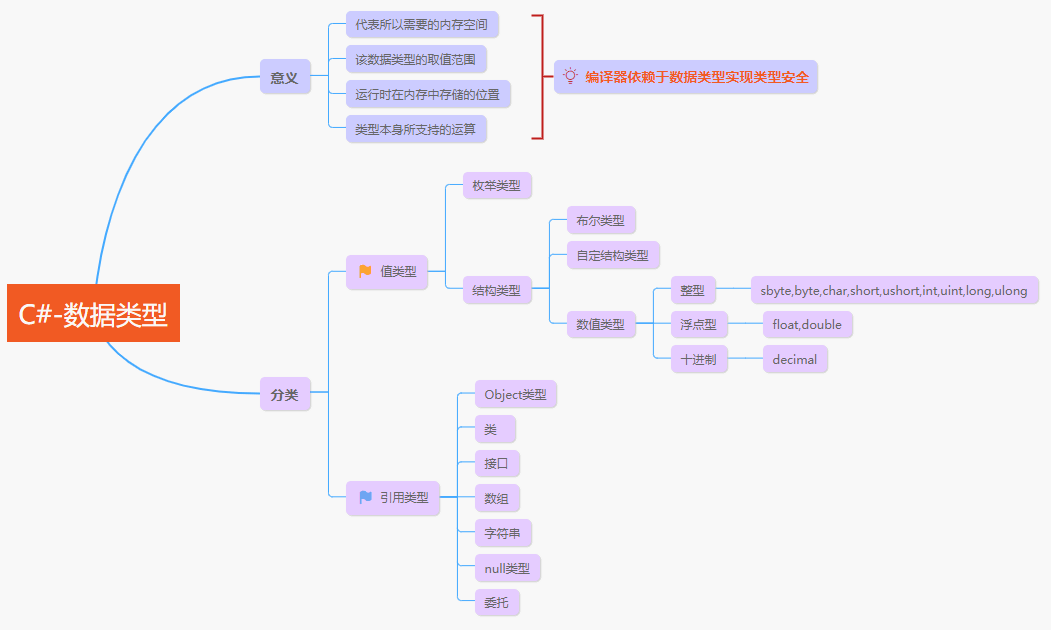 C#-数据类型
意义
代表所以需要的内存空间
该数据类型的取值范围
运行时在内存中存储的位置
类型本身所支持的运算
编译器依赖于数据类型实现类型安全
分类
值类型
枚举类型
结构类型
布尔类型
自定结构类型
数值类型
整型
sbyte,byte,char,short,ushort,int,uint,long,ulong
浮点型
float,double
十进制
decimal
引用类型
Object类型
类
接口
数组
字符串
null类型
委托